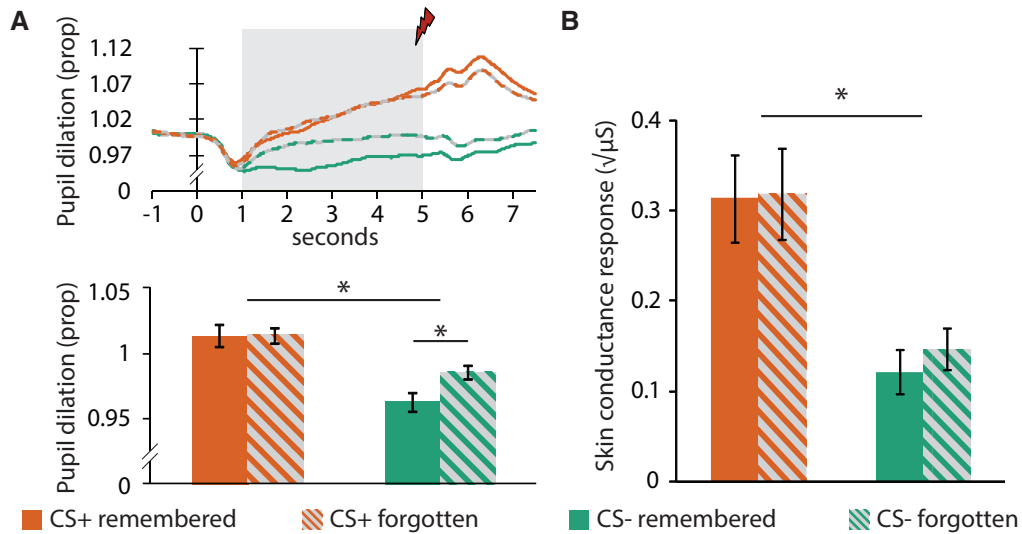 A
Pupil dilation (prop)
1.12
1.07
1.02
0.97
0
-1 0 1 2 3 4 5 6 7
seconds
Pupil dilation (prop)
1.05
1
0.95
0
*
*
B
Skin conductance response (√µS)
0.4
0.3
0.2
0.1
0
*
CS+ remembered
CS+ forgotten
CS- remembered
CS- forgotten